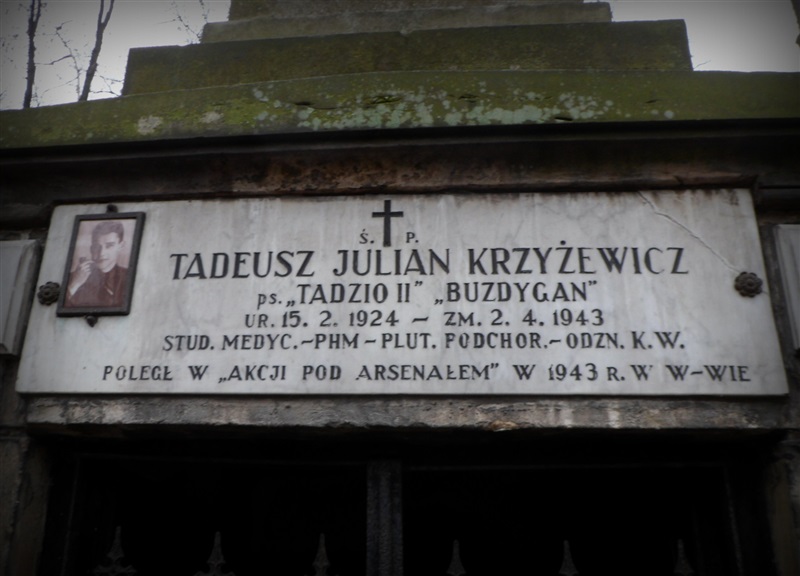 Ś. P.
TADEUSZ JULIAN KRZYŻEWICZ
ps. „TADZIO II” „BUZDYGAN”
UR. 15. 2. 1924 – ZM. 2. 4. 1943
STUD. MEDYC.-PHM-PLUT. PODCHOR.-ODZN. K.W.
POLEGŁ W „AKCJI POD ARSENAŁEM” W 1943 R. W W-WIE